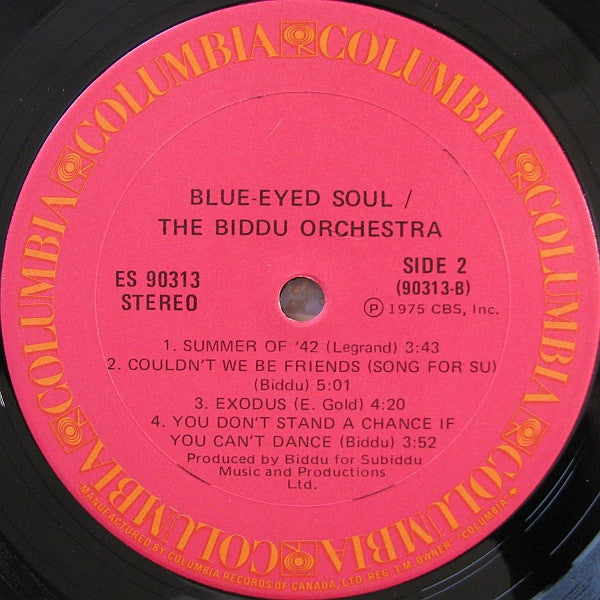 COLUMBIA COLUMBIA COLUMBIA COLUMBIA COLUMBIA COLUMBIA COLUMBIA
BLUE-EYED SOUL /
THE BIDDU ORCHESTRA
ES 90313
STEREO
SIDE 2
(90313-B)
Ⓟ 1975 CBS, Inc.
1. SUMMER OF '42 (Legrand) 3:43
2. COULDN'T WE BE FRIENDS (SONG FOR SU)
(Biddu) 5:01
3. EXODUS (E. Gold) 4:20
4. YOU DON'T STAND A CHANCE IF
YOU CAN'T DANCE (Biddu) 3:52
Produced by Biddu for Subiddu
Music and Productions
Ltd.
MANUFACTURED BY COLUMBIA RECORDS OF CANADA, LTD. REG. T.M. OWNER "COLUMBIA"